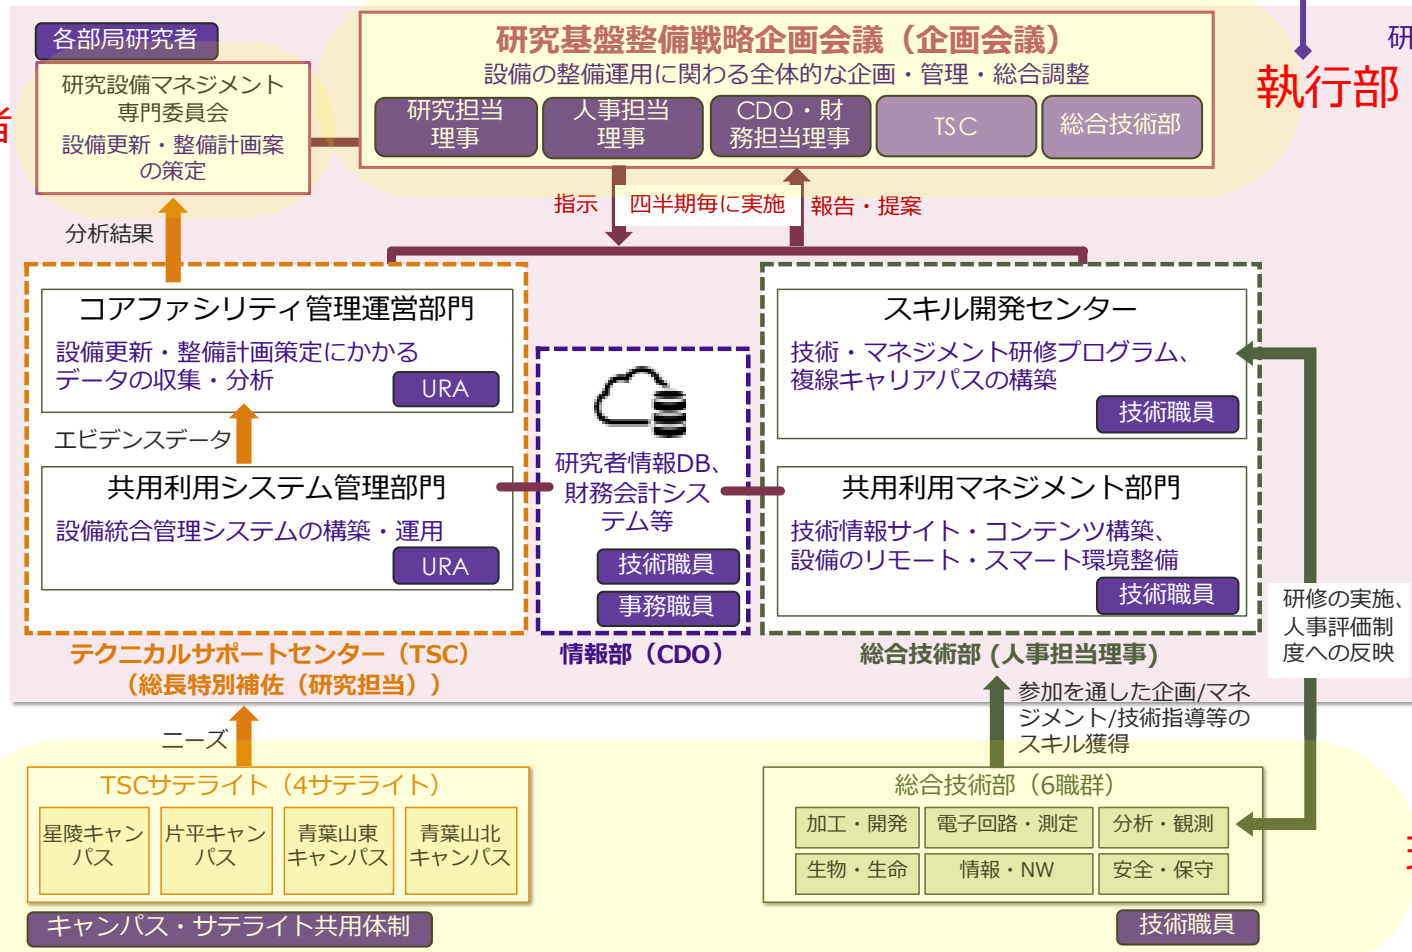 各部局研究者
研究設備マネジメント
専門委員会
設備更新・整備計画案
の策定
研究基盤整備戦略企画会議（企画会議）
設備の整備運用に関わる全体的な企画・管理・総合調整
研究担当
理事
人事担当
理事
CDO・財
務担当理事
TSC
総合技術部
研
執行部
者
指示
四半期毎に実施
報告・提案
分析結果
コアファシリティ管理運営部門
設備更新・整備計画策定にかかる
データの収集・分析
URA
エビデンスデータ
共用利用システム管理部門
設備統合管理システムの構築・運用
URA
テクニカルサポートセンター（TSC）
（総長特別補佐（研究担当））
研究者情報DB、
財務会計シス
テム等
技術職員
事務職員
情報部（CDO）
スキル開発センター
技術・マネジメント研修プログラム、
複線キャリアパスの構築
技術職員
共用利用マネジメント部門
技術情報サイト・コンテンツ構築、
設備のリモート・スマート環境整備
技術職員
総合技術部 (人事担当理事)
研修の実施、
人事評価制
度への反映
ニーズ
参加を通した企画/マネ
ジメント/技術指導等の
スキル獲得
TSCサテライト（4サテライト）
星陵キャン
パス
片平キャン
パス
青葉山東
キャンパス
青葉山北
キャンパス
キャンパス・サテライト共用体制
総合技術部（6職群）
加工・開発
電子回路・測定
分析・観測
生物・生命
情報・NW
安全・保守
技術職員